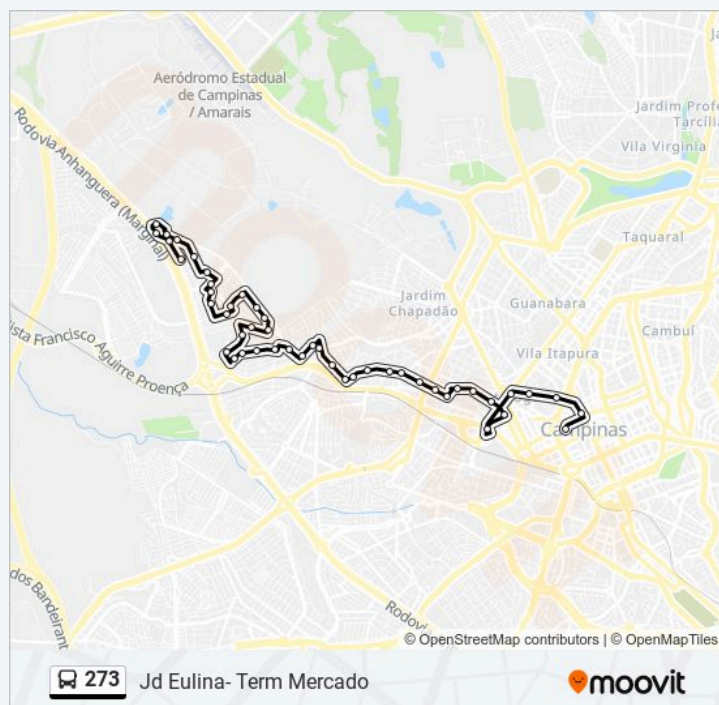 Aeródromo Estadual
de Campinas
/ Amarais
Jardim Profe
Tarcília
Vila Virginia
Rodovia Anhanguera (Marginal)
Taquaral
Jardim
Chapadão
Guanabara
Cambuí
Vila Itapura
ista Francisco Aguirre Proença
Campinas
dos Bandeirant
Rodov
© OpenStreetMap contributors | © OpenMapTiles
273
Jd Eulina- Term Mercado
moovit